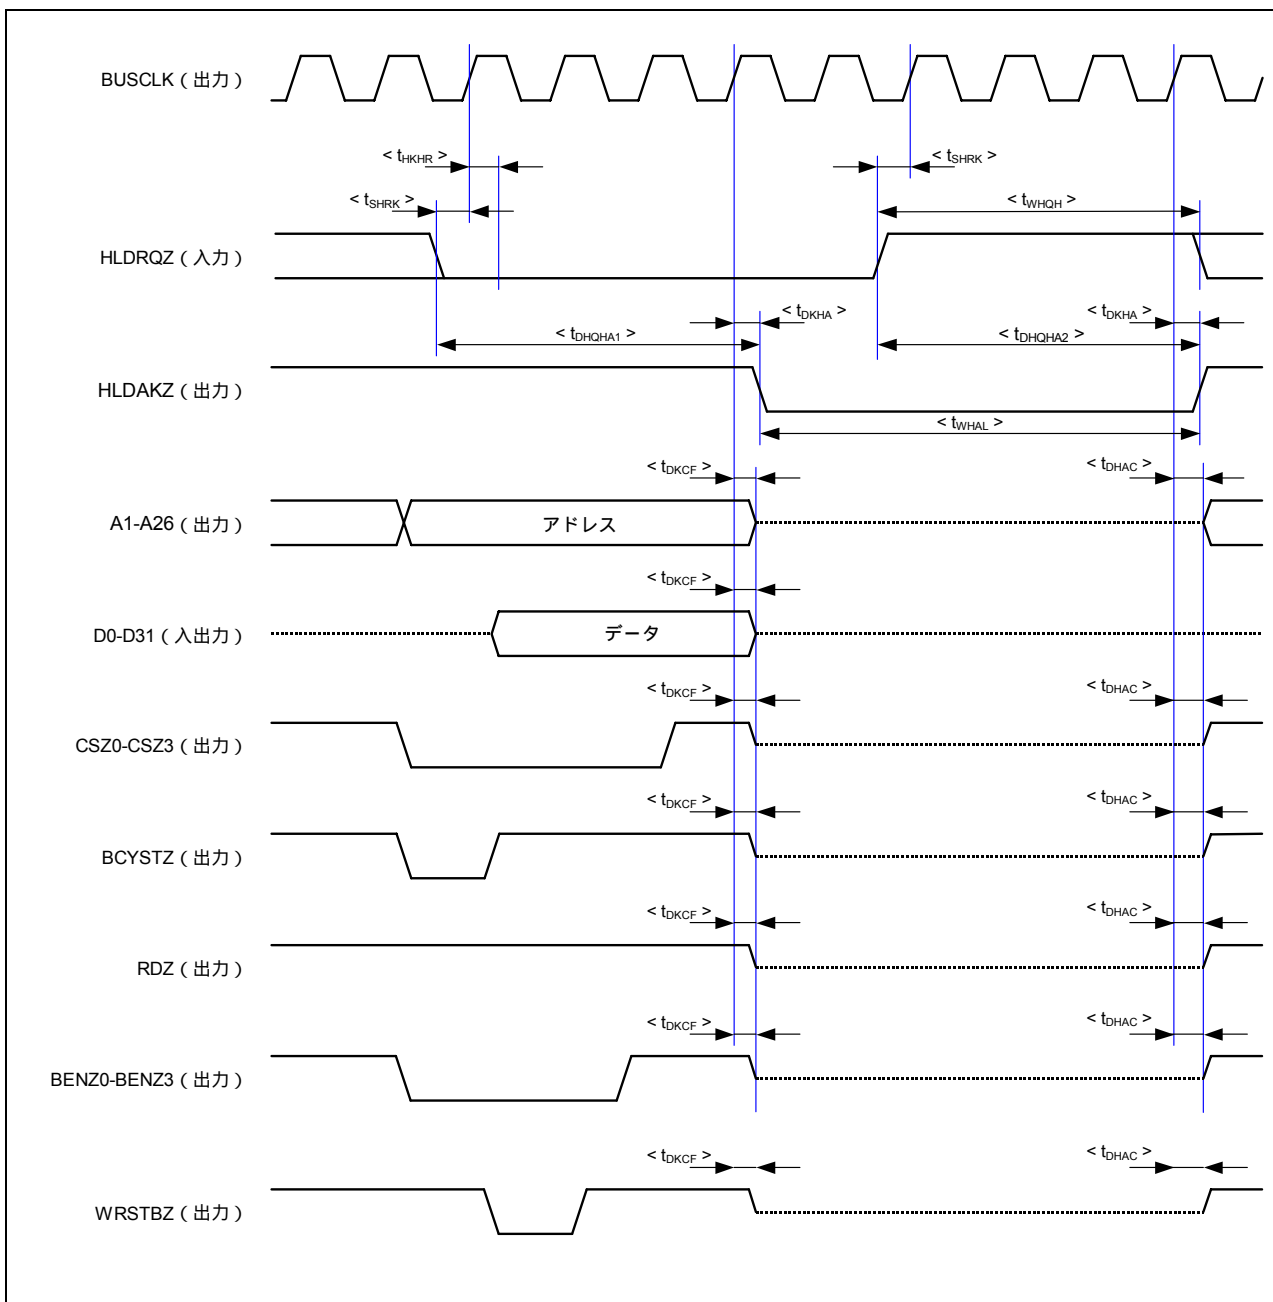 BUSCLK（出力）
< tHKHR >
< tSHRK >
< tSHRK >
< tWHQH >
HLDRQZ（入力）
< tDKHA >
< tDKHA >
< tDHQHA1 >
< tDHQHA2 >
HLDAKZ（出力）
< tWHAL >
< tDKCF >
< tDHAC >
A1-A26（出力）
アドレス
< tDKCF >
D0-D31（入出力）
データ
< tDKCF >
< tDHAC >
CSZ0-CSZ3（出力）
< tDKCF >
< tDHAC >
BCYSTZ（出力）
< tDKCF >
< tDHAC >
RDZ（出力）
< tDKCF >
< tDHAC >
BENZ0-BENZ3（出力）
< tDKCF >
< tDHAC >
WRSTBZ（出力）